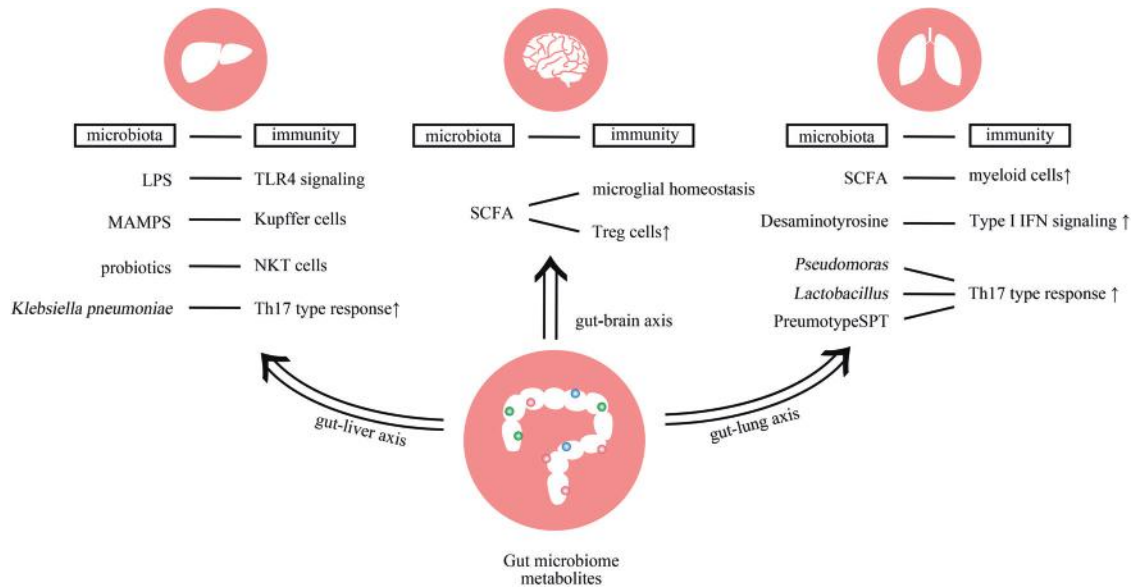 microbiota
immunity
LPS
TLR4 signaling
MAMPS
Kupffer cells
probiotics
NKT cells
Klebsiella pneumoniae
Th17 type response↑
gut-liver axis
microbiota
immunity
SCFA
microglial homeostasis
Treg cells↑
gut-brain axis
microbiota
immunity
SCFA
myeloid cells↑
Desaminotyrosine
Type I IFN signaling ↑
Pseudomoras
Lactobacillus
PreumotypeSPT
Th17 type response ↑
gut-lung axis
Gut microbiome
metabolites